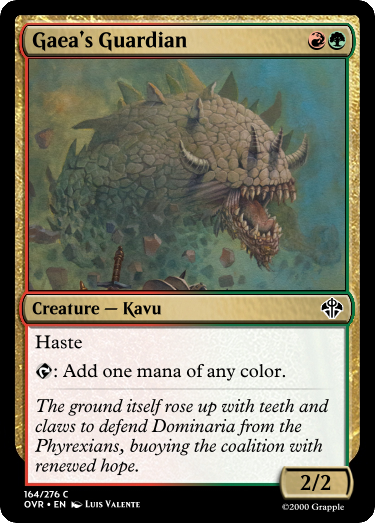 Gaea's Guardian
Creature — Kavu
Haste
: Add one mana of any color.
The ground itself rose up with teeth and
claws to defend Dominaria from the
Phyrexians, buoying the coalition with
renewed hope.
2/2
164/276 C
OVR • EN Luis Valente
©2000 Grapple